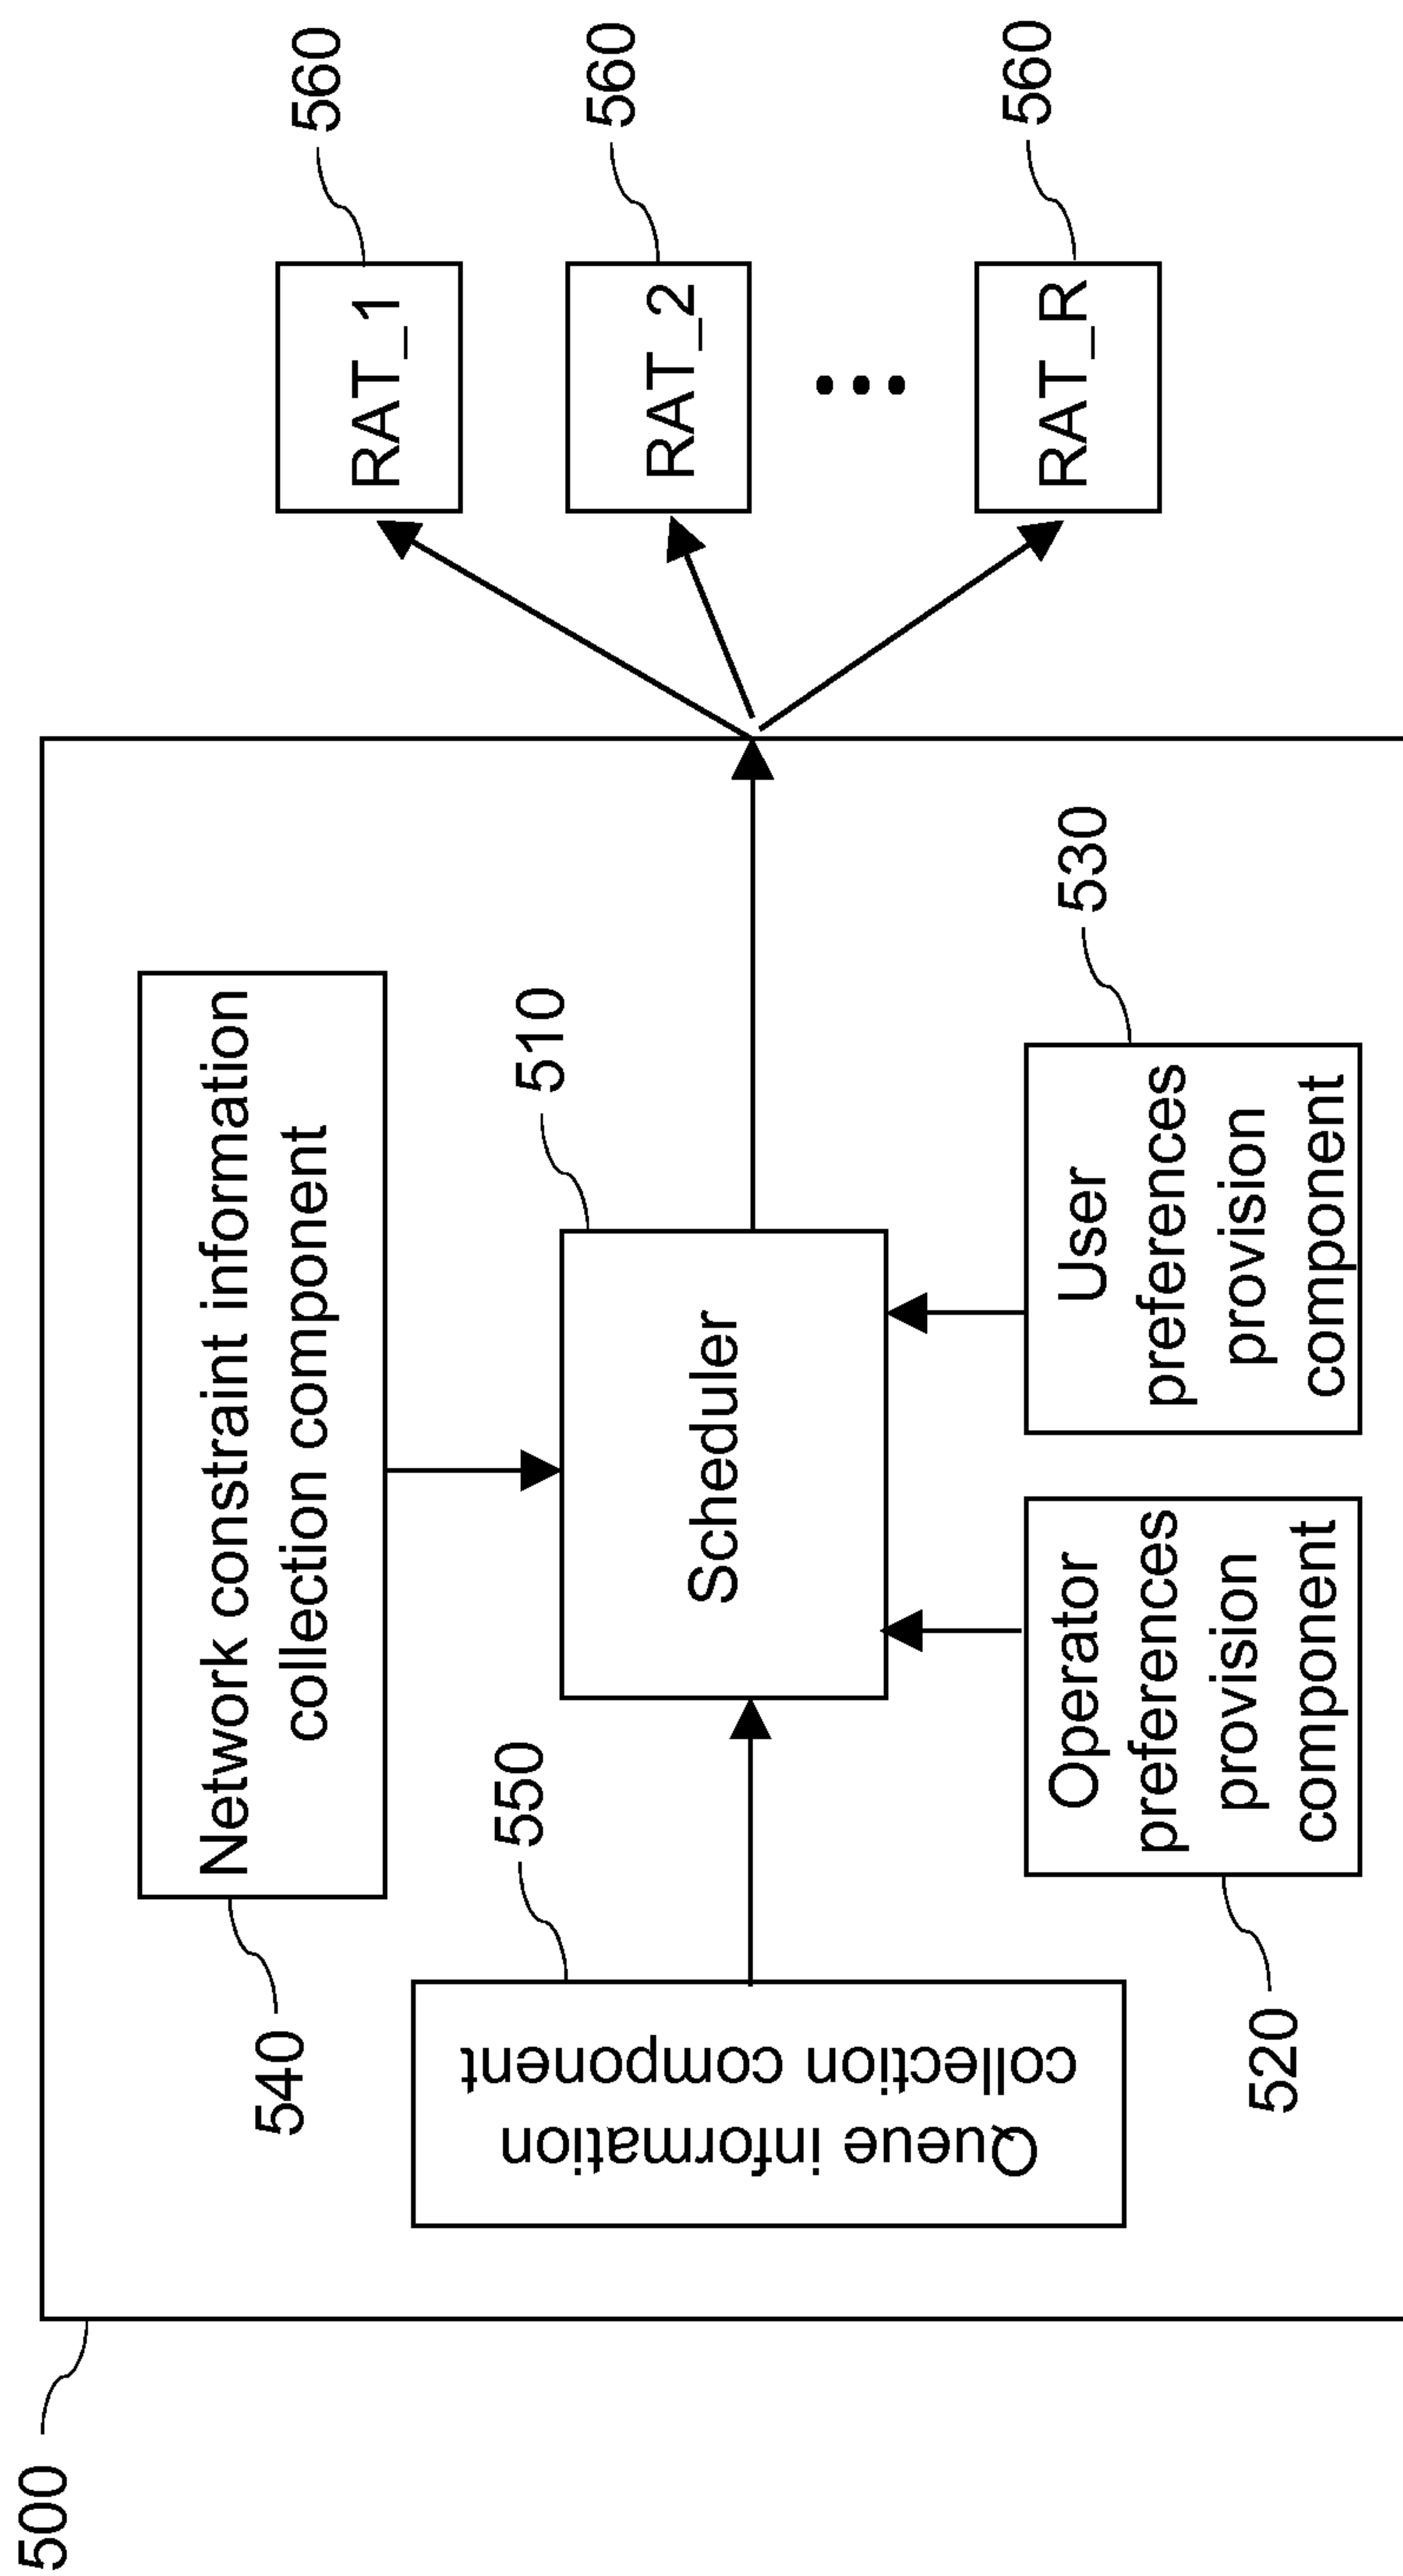 500
540
Network constraint information
collection component
550
Queue information
collection component
510
Scheduler
520
Operator
preferences
provision
component
530
User
preferences
provision
component
560
RAT_1
560
RAT_2
560
RAT_R